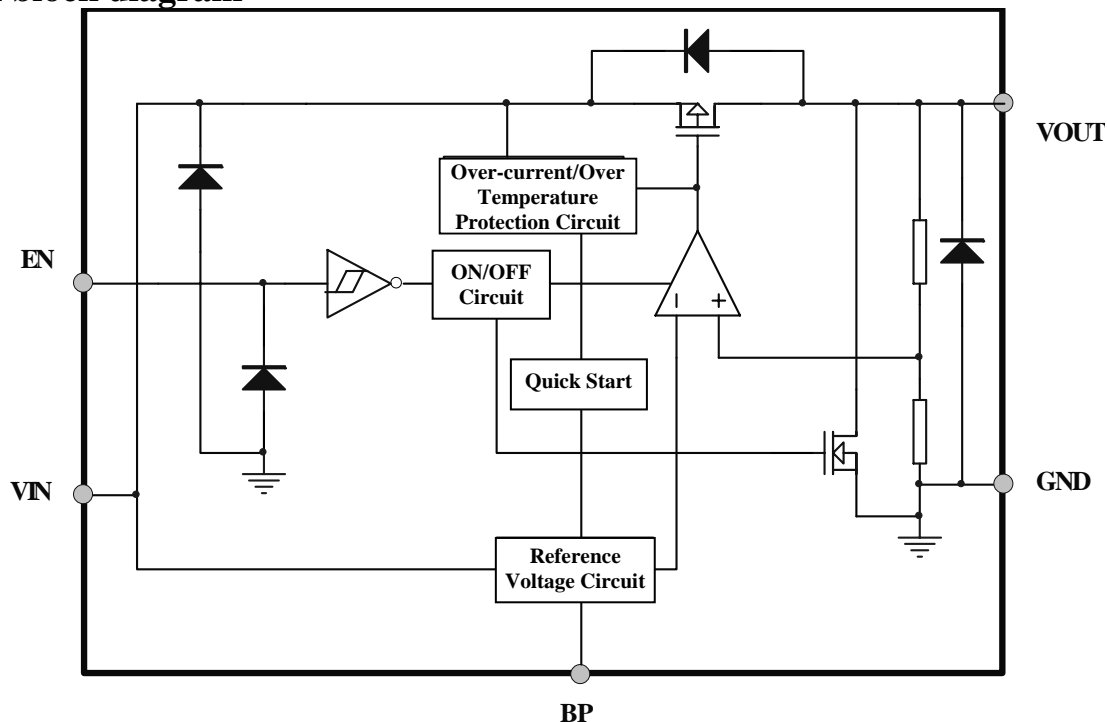 block diagram
VOUT
Over-current/Over
Temperature
Protection Circuit
EN
ON/OFF
Circuit
− +
Quick Start
VIN
GND
Reference
Voltage Circuit
BP